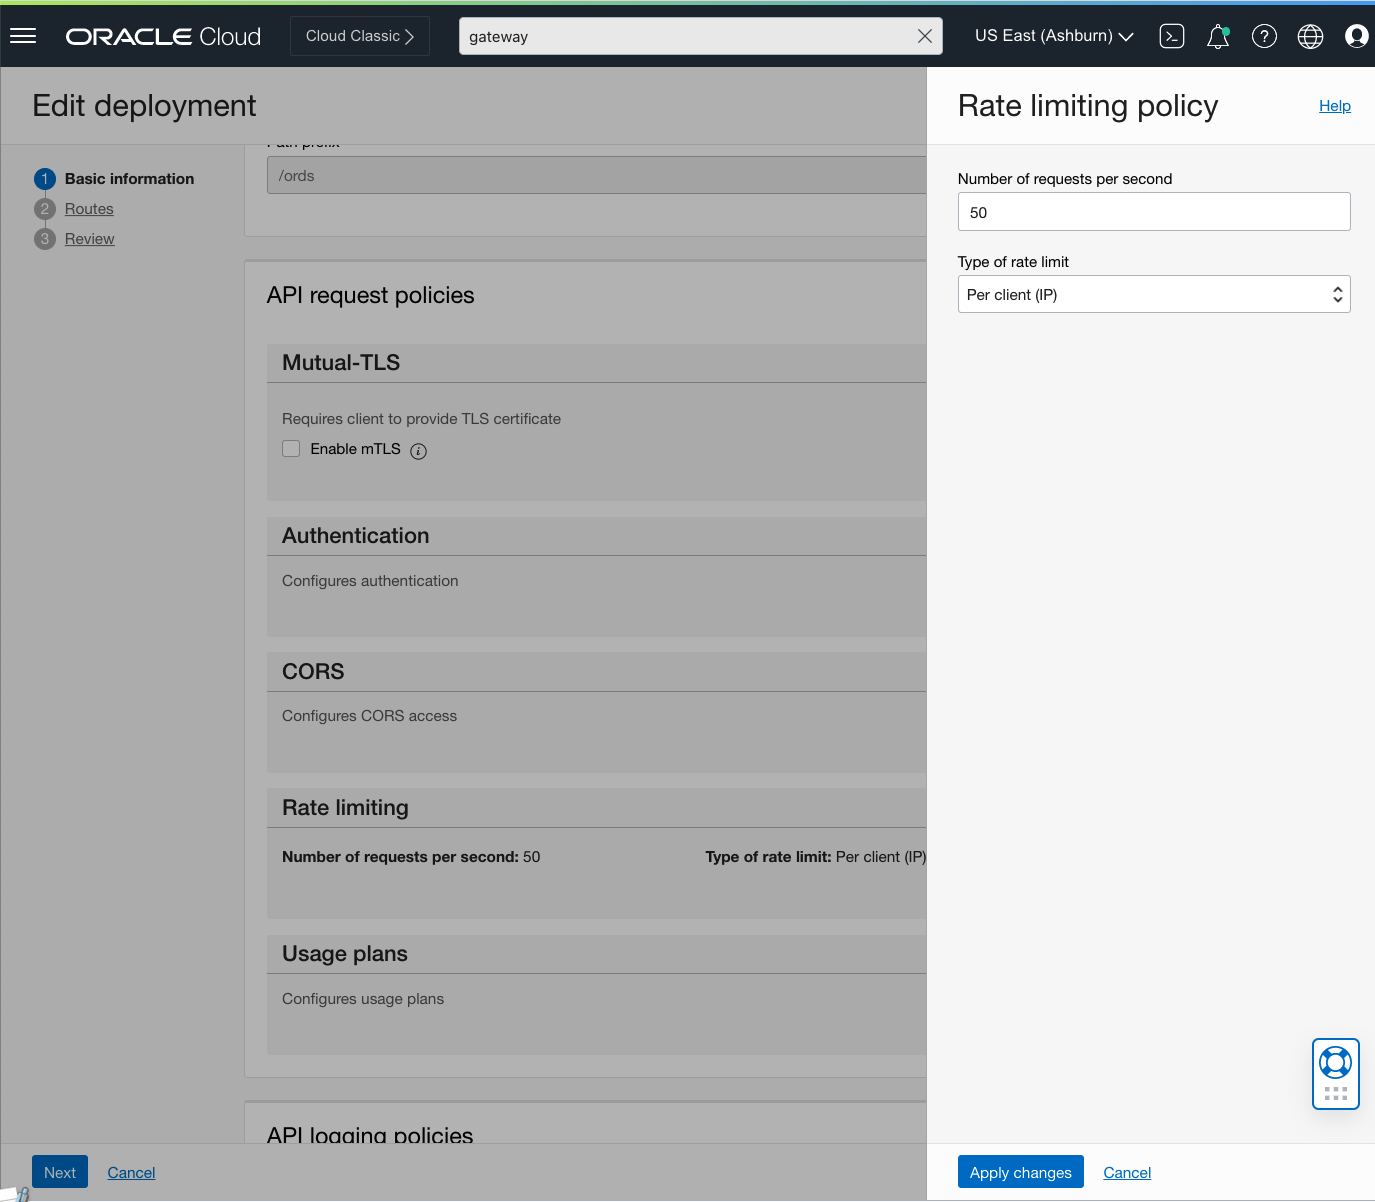 ORACLE Cloud
Cloud Classic
gateway
US East (Ashburn)
Edit deployment
1 Basic information
2 Routes
3 Review
Path prefix
/ords
API request policies
Mutual-TLS
Requires client to provide TLS certificate
Enable mTLS
Authentication
Configures authentication
CORS
Configures CORS access
Rate limiting
Number of requests per second: 50
Type of rate limit: Per client (IP)
Usage plans
Configures usage plans
API logging policies
Next
Cancel
Rate limiting policy
Help
Number of requests per second
50
Type of rate limit
Per client (IP)
Apply changes
Cancel